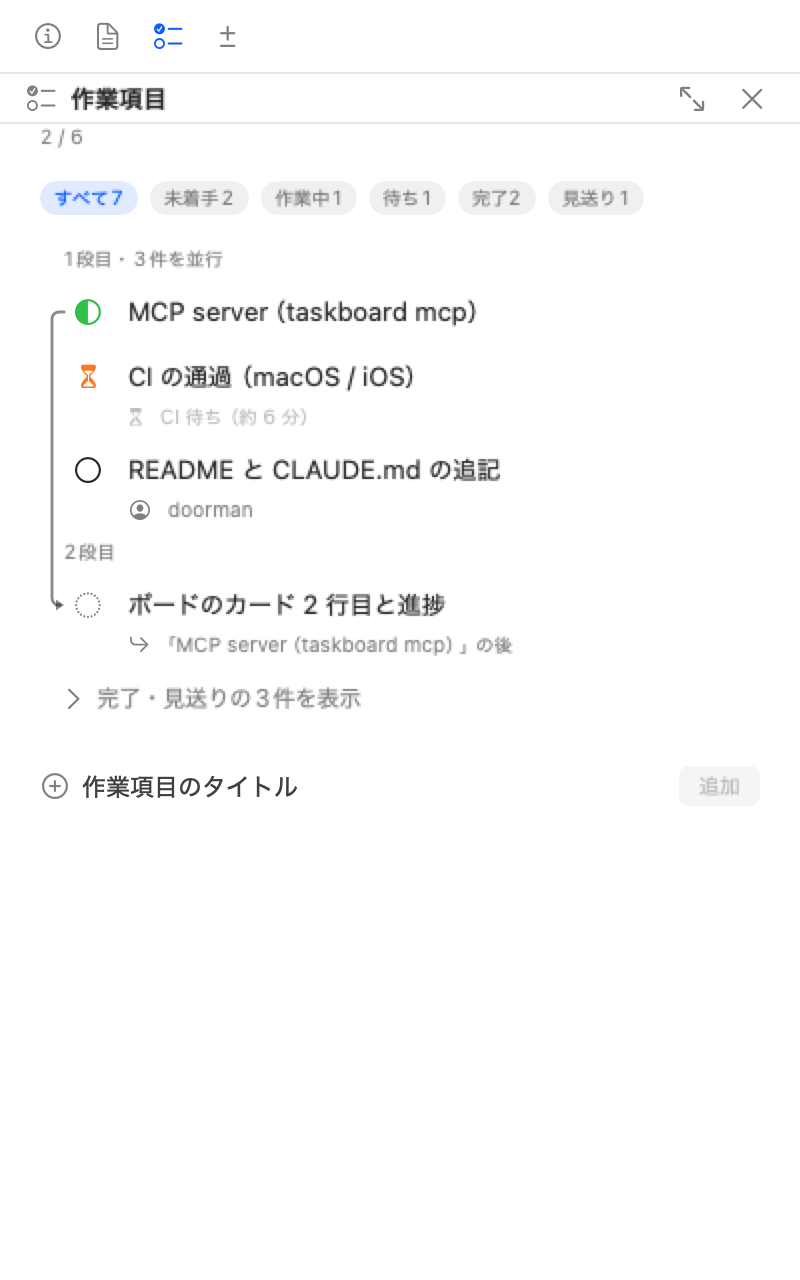 作業項目
2 / 6
すべて 7 未着手 2 作業中 1 待ち 1 完了 2 見送り 1
1 段目・ 3 件を並行
MCP server (taskboard mcp)
CI の通過（macOS / iOS）
CI 待ち（約 6 分）
README と CLAUDE.md の追記
doorman
2 段目
ボードのカード 2 行目と進捗
「MCP server (taskboard mcp) 」の後
完了・見送りの 3 件を表示
作業項目のタイトル 追加